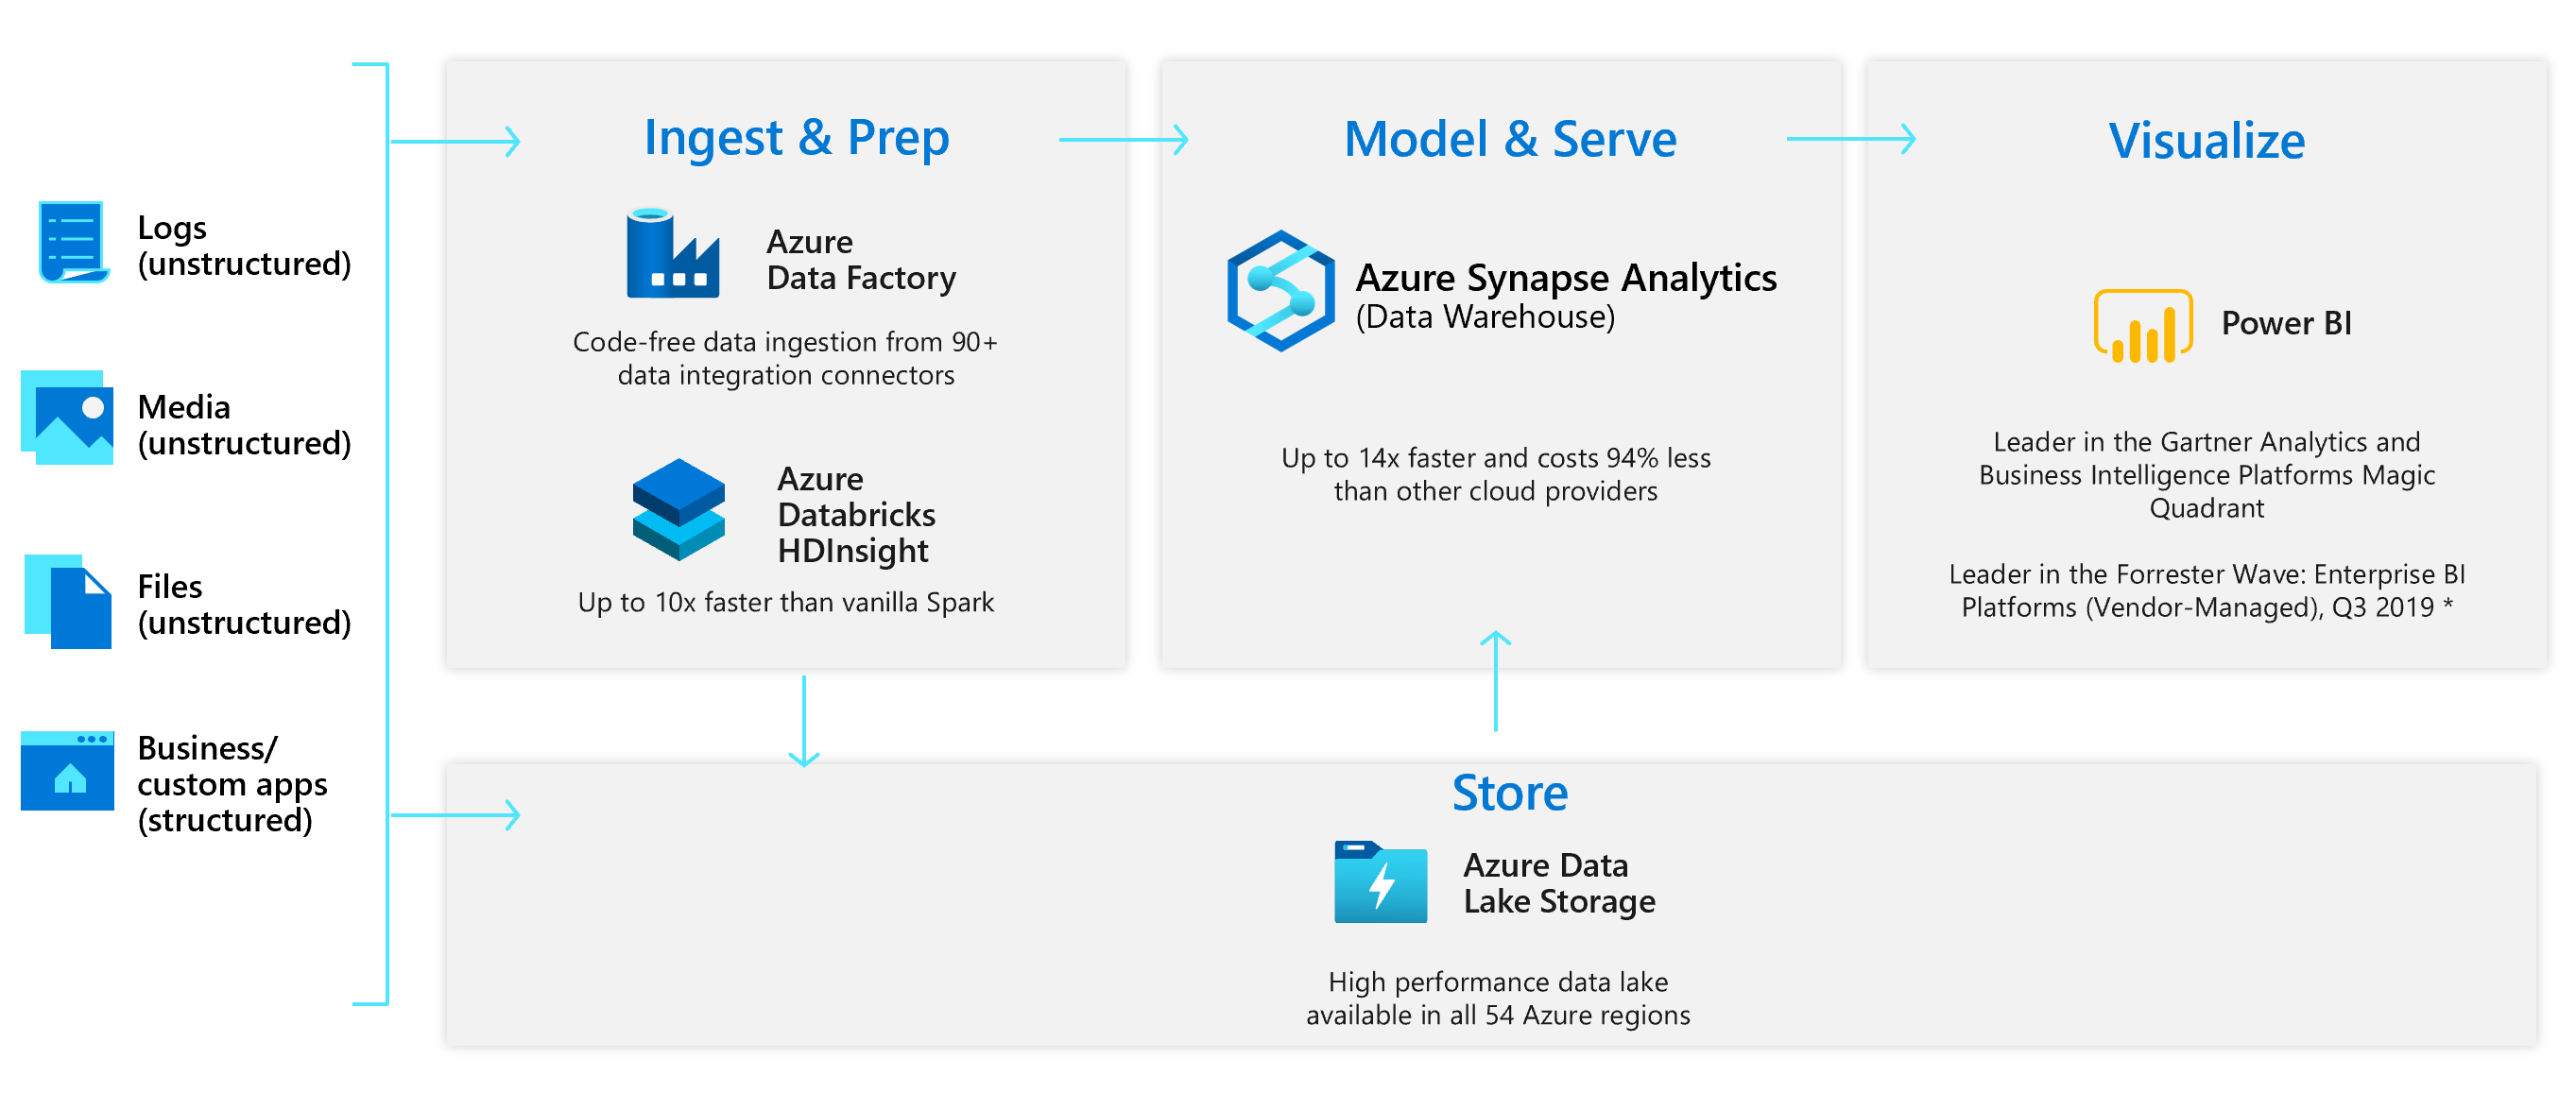 Logs
(unstructured)
Media
(unstructured)
Files
(unstructured)
Business/
custom apps
(structured)
Ingest & Prep
Azure
Data Factory
Code-free data ingestion from 90+
data integration connectors
Azure
Databricks
HDInsight
Up to 10x faster than vanilla Spark
Model & Serve
Azure Synapse Analytics
(Data Warehouse)
Up to 14x faster and costs 94% less
than other cloud providers
Visualize
Power BI
Leader in the Gartner Analytics and
Business Intelligence Platforms Magic
Quadrant
Leader in the Forrester Wave: Enterprise BI
Platforms (Vendor-Managed), Q3 2019 *
Store
Azure Data
Lake Storage
High performance data lake
available in all 54 Azure regions